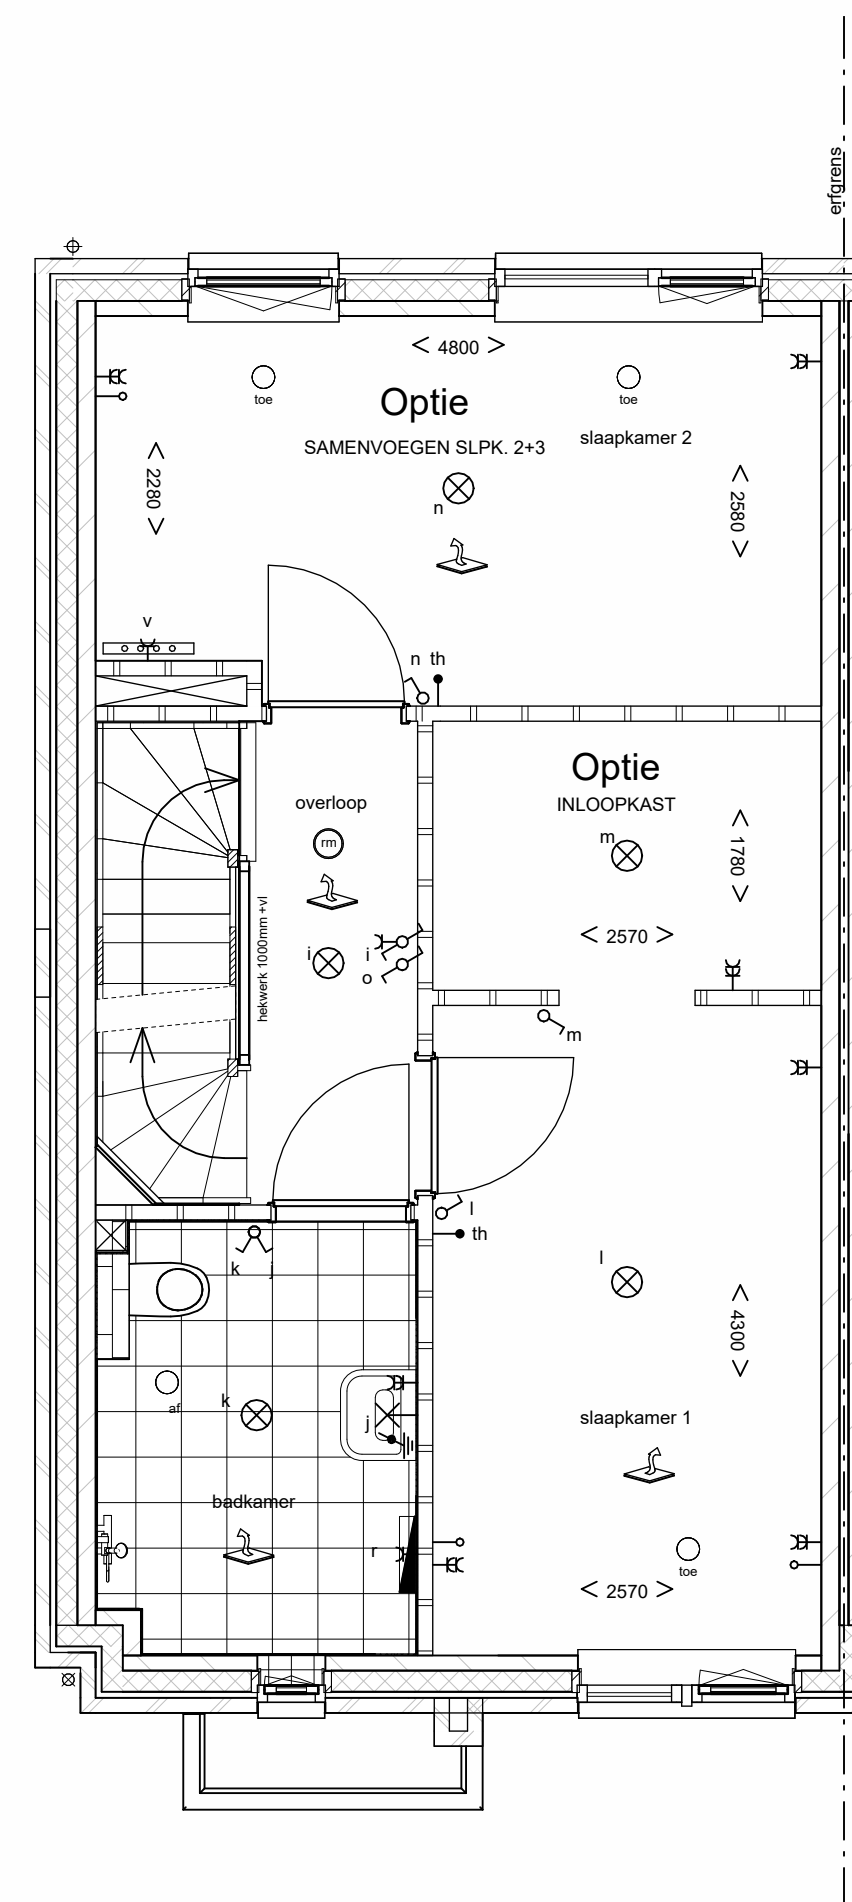 erfgrens
< 4800 >
toe
toe
Optie
SAMENVOEGEN SLPK. 2+3
slaapkamer 2
< 2280 >
< 2580 >
n
v
n th
Optie
INLOOPKAST
m
< 1780 >
overloop
rm
hekwerk 1000mm +vl
i
i
o
< 2570 >
m
l
th
k j
l
< 4300 >
af
k
j
slaapkamer 1
badkamer
r
toe
< 2570 >